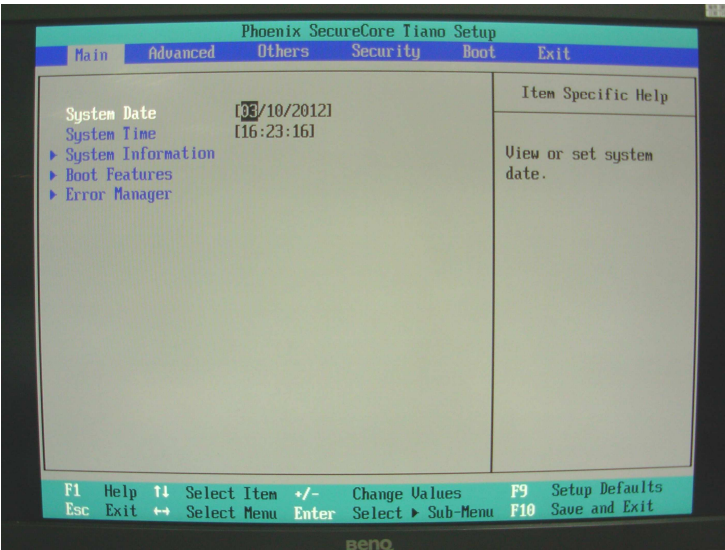 Phoenix SecureCore Tiano Setup
Main Advanced Others Security Boot Exit
System Date [03/10/2012]
System Time [16:23:16]
▶ System Information
▶ Boot Features
▶ Error Manager
Item Specific Help
View or set system
date.
F1 Help ↑↓ Select Item +/- Change Values F9 Setup Defaults
Esc Exit ↔ Select Menu Enter Select ▶ Sub-Menu F10 Save and Exit
BenQ